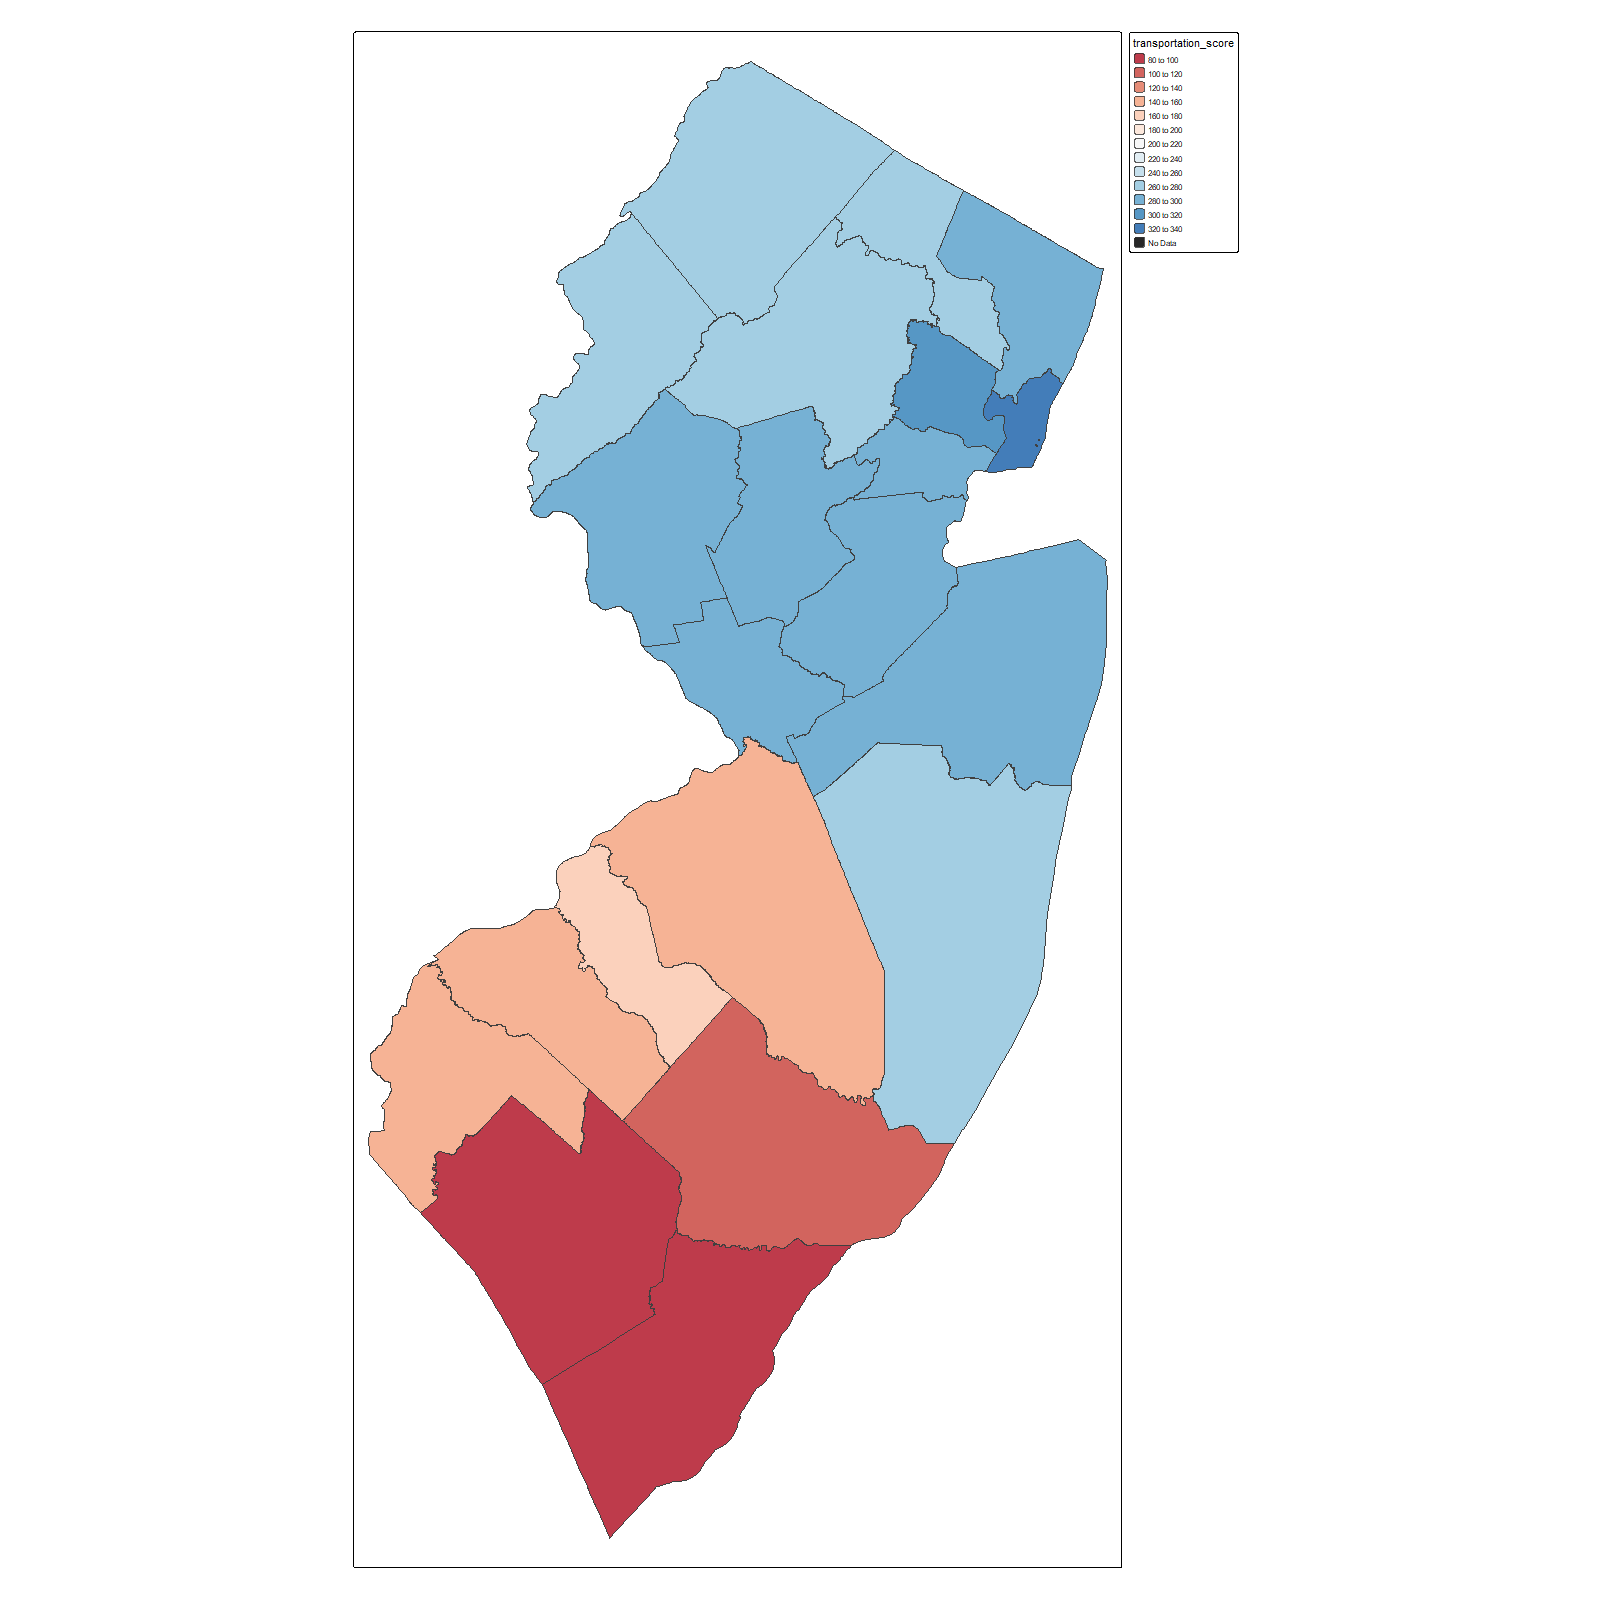 transportation_score
80 to 100
100 to 120
120 to 140
140 to 160
160 to 180
180 to 200
200 to 220
220 to 240
240 to 260
260 to 280
280 to 300
300 to 320
320 to 340
No Data